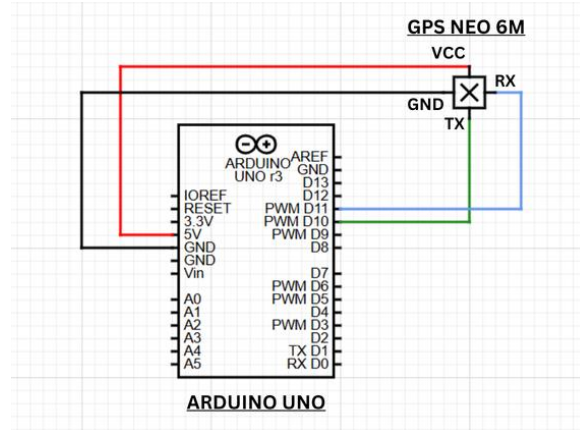 GPS NEO 6M
VCC
RX
GND
TX
ARDUINO
UNO r3
AREF
GND
D13
D12
PWM D11
PWM D10
PWM D9
D8
D7
PWM D6
PWM D5
D4
PWM D3
D2
TX D1
RX D0
IOREF
RESET
3.3V
5V
GND
GND
Vin
A0
A1
A2
A3
A4
A5
ARDUINO UNO